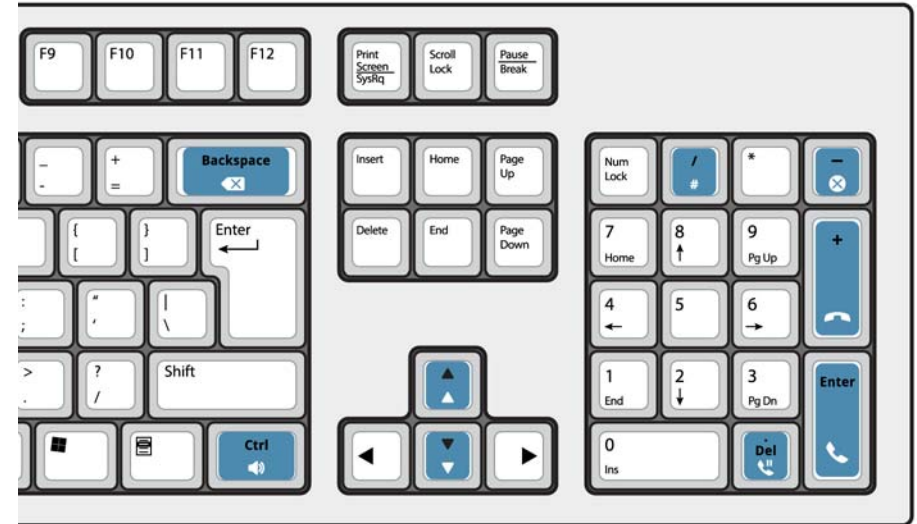 F9 F10 F11 F12 Print Scroll Pause
Screen Lock Break
SysRq
_ + Backspace Insert Home Page Num / * −
- = Up Lock #
{ } Enter Delete End Page 7 8 9 +
[ ] Down Home ↑ Pg Up
: " | 4 5 6
; ' \ ← →
> ? Shift 1 2 3 Enter
. / End ↓ Pg Dn
Ctrl 0 .
Ins Del